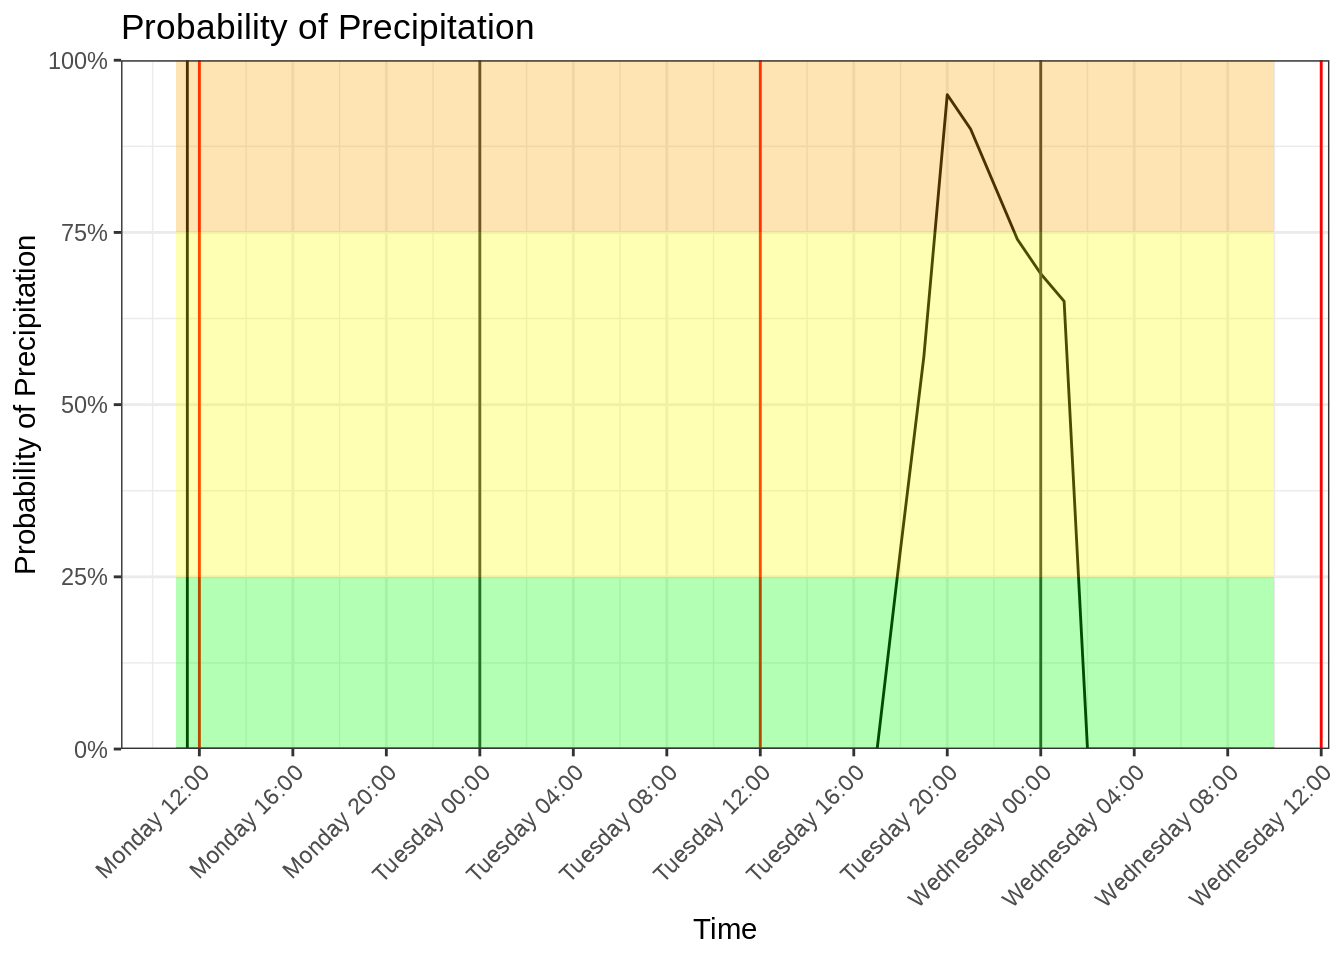 Probability of Precipitation
Probability of Precipitation
100%
75%
50%
25%
0%
Monday 12:00
Monday 16:00
Monday 20:00
Tuesday 00:00
Tuesday 04:00
Tuesday 08:00
Tuesday 12:00
Tuesday 16:00
Tuesday 20:00
Wednesday 00:00
Wednesday 04:00
Wednesday 08:00
Wednesday 12:00
Time